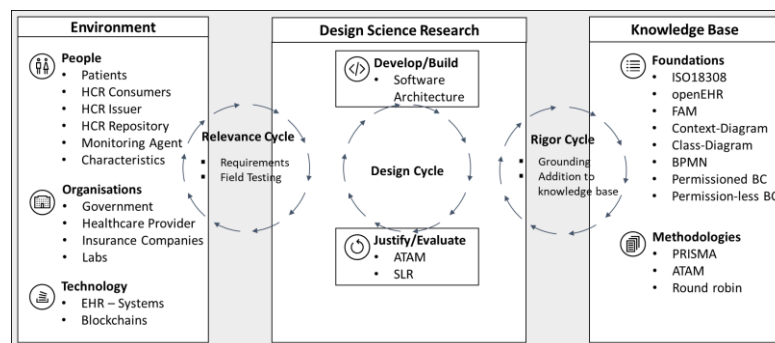 Environment
People
• Patients
• HCR Consumers
• HCR Issuer
• HCR Repository
• Monitoring Agent
• Characteristics
Organisations
• Government
• Healthcare Provider
• Insurance Companies
• Labs
Technology
• EHR – Systems
• Blockchains
Relevance Cycle
▪ Requirements
▪ Field Testing
Design Science Research
Develop/Build
• Software
Architecture
Design Cycle
Justify/Evaluate
• ATAM
• SLR
Rigor Cycle
▪ Grounding
▪ Addition to
knowledge base
Knowledge Base
Foundations
• ISO18308
• openEHR
• FAM
• Context-Diagram
• Class-Diagram
• BPMN
• Permissioned BC
• Permission-less BC
Methodologies
• PRISMA
• ATAM
• Round robin